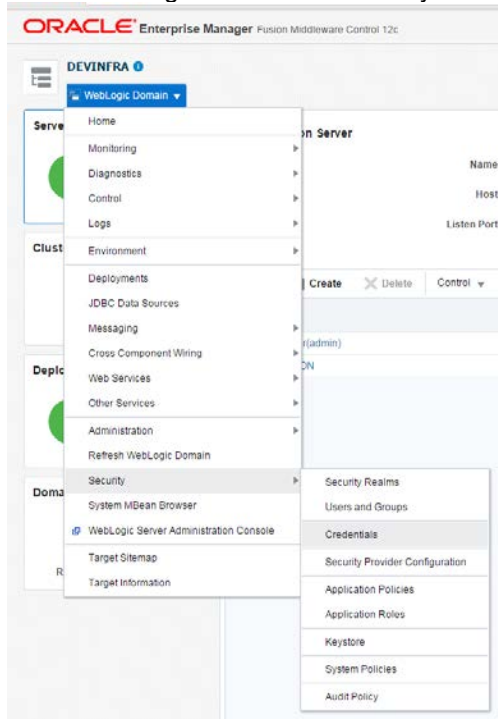 ORACLE Enterprise Manager Fusion Middleware Control 12c
DEVINFRA
WebLogic Domain
Home
Monitoring
Diagnostics
Control
Logs
Environment
Deployments
JDBC Data Sources
Messaging
Cross Component Wiring
Web Services
Other Services
Administration
Refresh WebLogic Domain
Security
System MBean Browser
WebLogic Server Administration Console
Target Sitemap
Target Information
Security Realms
Users and Groups
Credentials
Security Provider Configuration
Application Policies
Application Roles
Keystore
System Policies
Audit Policy
Serve
Clust
Deplo
Doma
R
on Server
Name
Host
Listen Port
Create Delete Control
r(admin)
ON